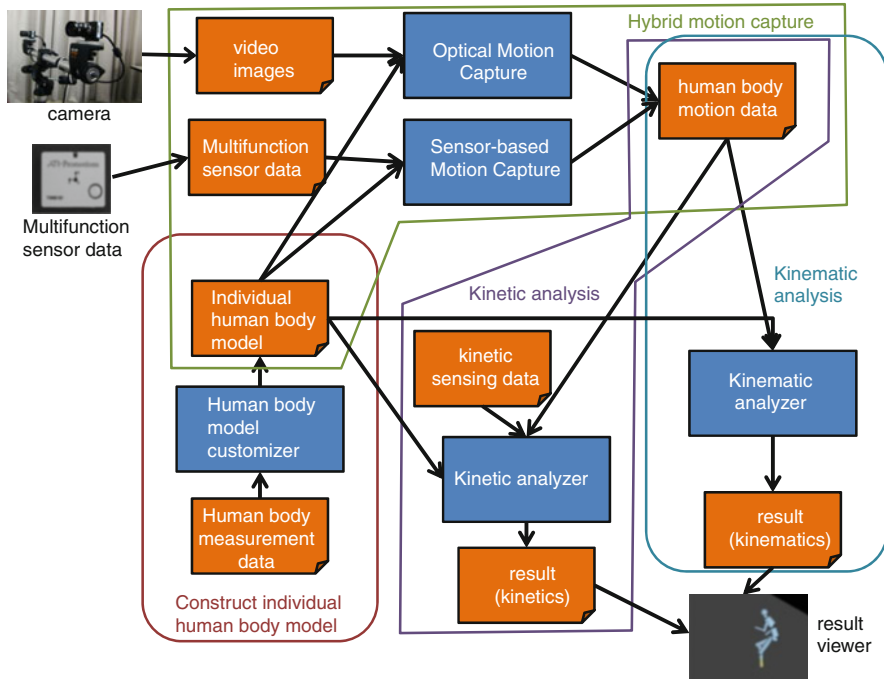 Hybrid motion capture
video
images
Optical Motion
Capture
human body
motion data
camera
Multifunction
sensor data
Sensor-based
Motion Capture
Multifunction
sensor data
Individual
human body
model
Kinetic analysis
Kinematic
analysis
kinetic
sensing data
Kinematic
analyzer
Human body
model
customizer
Kinetic analyzer
Human body
measurement
data
result
(kinetics)
result
(kinematics)
Construct individual
human body model
result
viewer